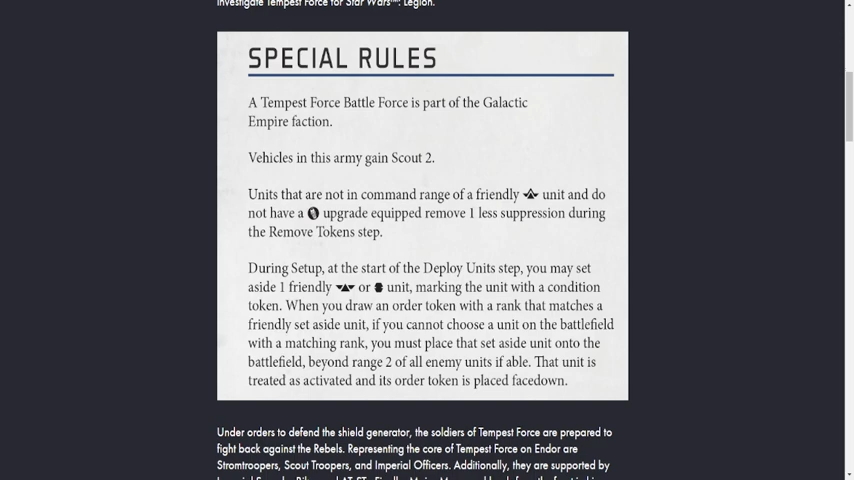 investigate Tempest Force for Star Wars™: Legion.
SPECIAL RULES
A Tempest Force Battle Force is part of the Galactic
Empire faction.
Vehicles in this army gain Scout 2.
Units that are not in command range of a friendly unit and do
not have a upgrade equipped remove 1 less suppression during
the Remove Tokens step.
During Setup, at the start of the Deploy Units step, you may set
aside 1 friendly or unit, marking the unit with a condition
token. When you draw an order token with a rank that matches a
friendly set aside unit, if you cannot choose a unit on the battlefield
with a matching rank, you must place that set aside unit onto the
battlefield, beyond range 2 of all enemy units if able. That unit is
treated as activated and its order token is placed facedown.
Under orders to defend the shield generator, the soldiers of Tempest Force are prepared to
fight back against the Rebels. Representing the core of Tempest Force on Endor are
Stromtroopers, Scout Troopers, and Imperial Officers. Additionally, they are supported by